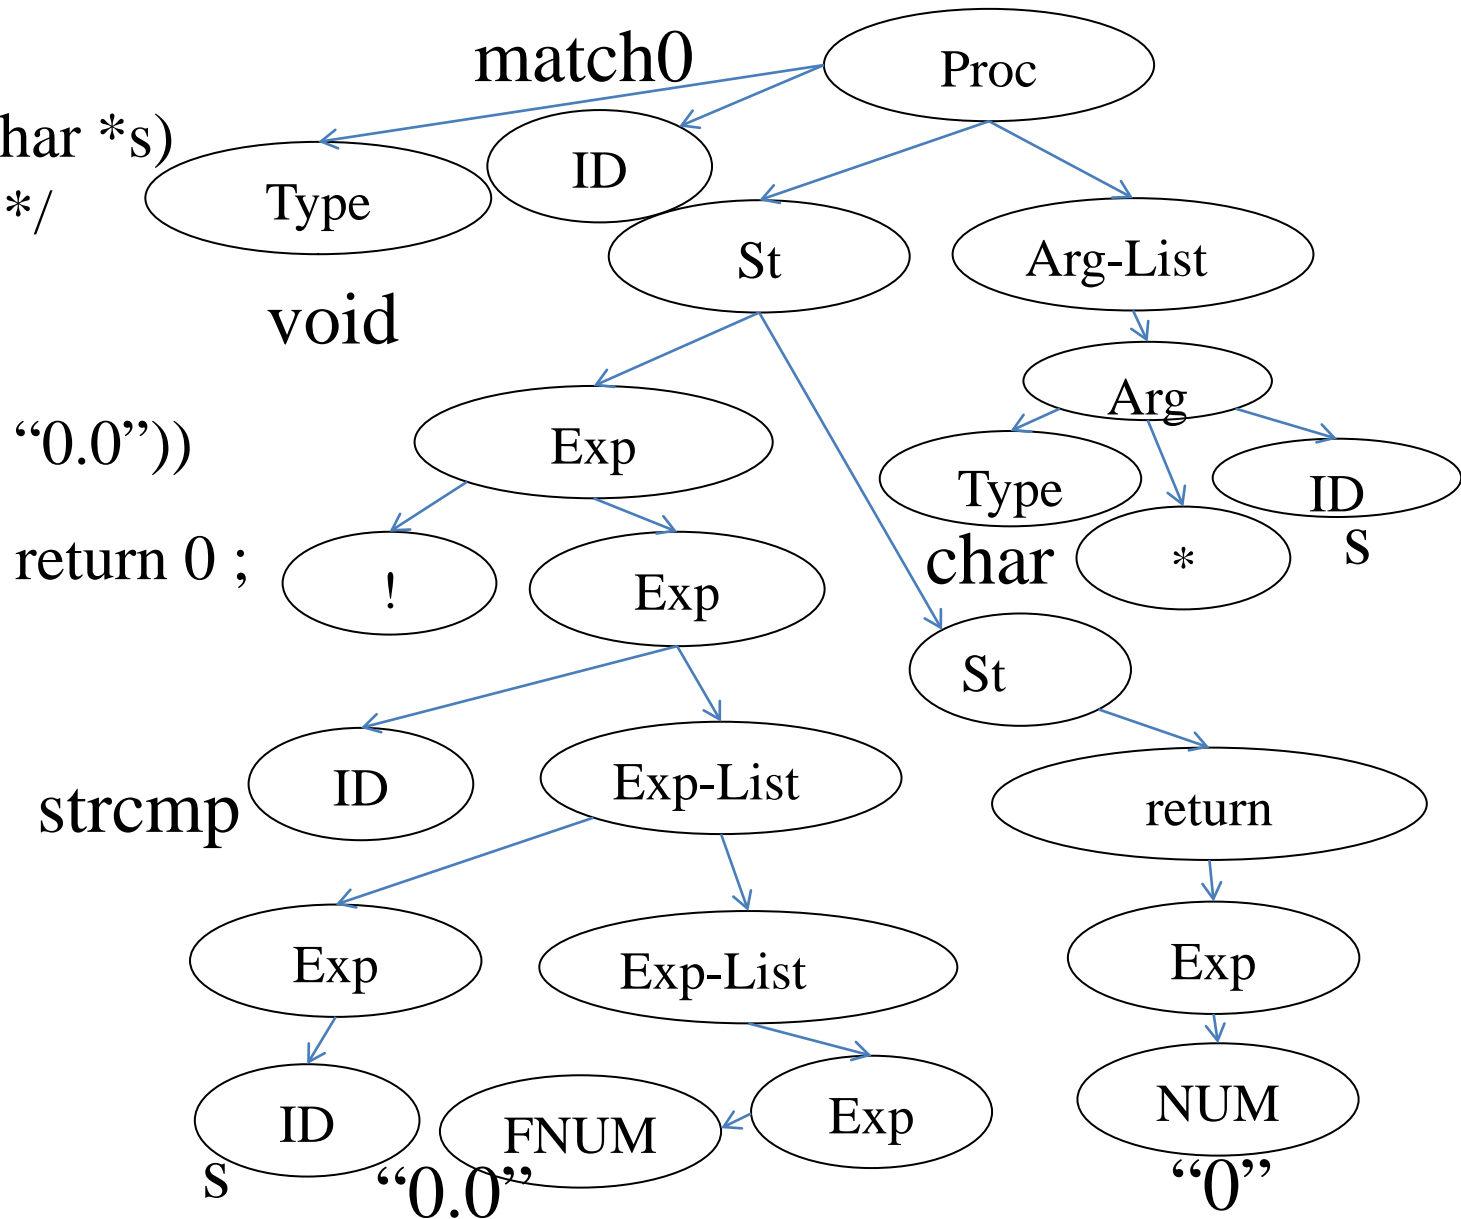 match0
Proc
har *s)
ID
Type
*/
St
Arg-List
void
Arg
“0.0”))
Exp
Type
ID
s
return 0 ;
char
*
!
Exp
St
ID
Exp-List
strcmp
return
Exp
Exp-List
Exp
ID
FNUM
Exp
NUM
s
“0.0”
“0”